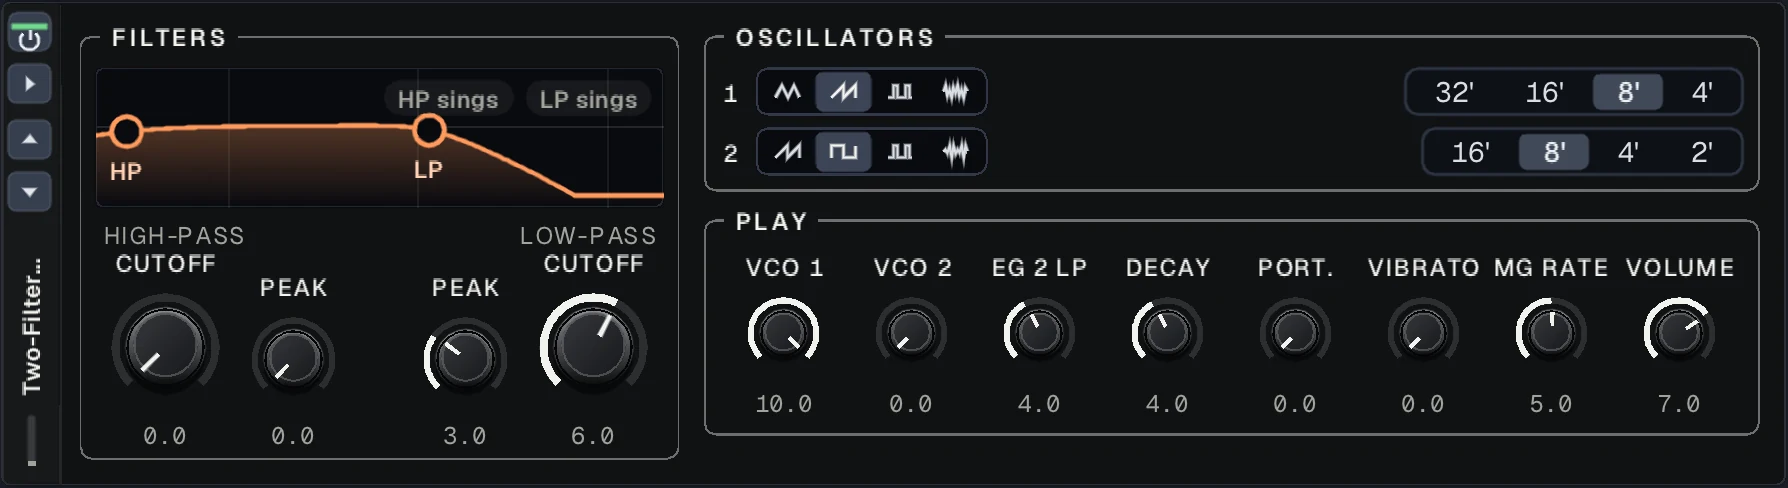 Two-Filter...
FILTERS
HP sings LP sings
HP LP
HIGH-PASS LOW-PASS
CUTOFF CUTOFF
PEAK PEAK
0.0 0.0 3.0 6.0
OSCILLATORS
1 32' 16' 8' 4'
2 16' 8' 4' 2'
PLAY
VCO 1 VCO 2 EG 2 LP DECAY PORT. VIBRATO MG RATE VOLUME
10.0 0.0 4.0 4.0 0.0 0.0 5.0 7.0